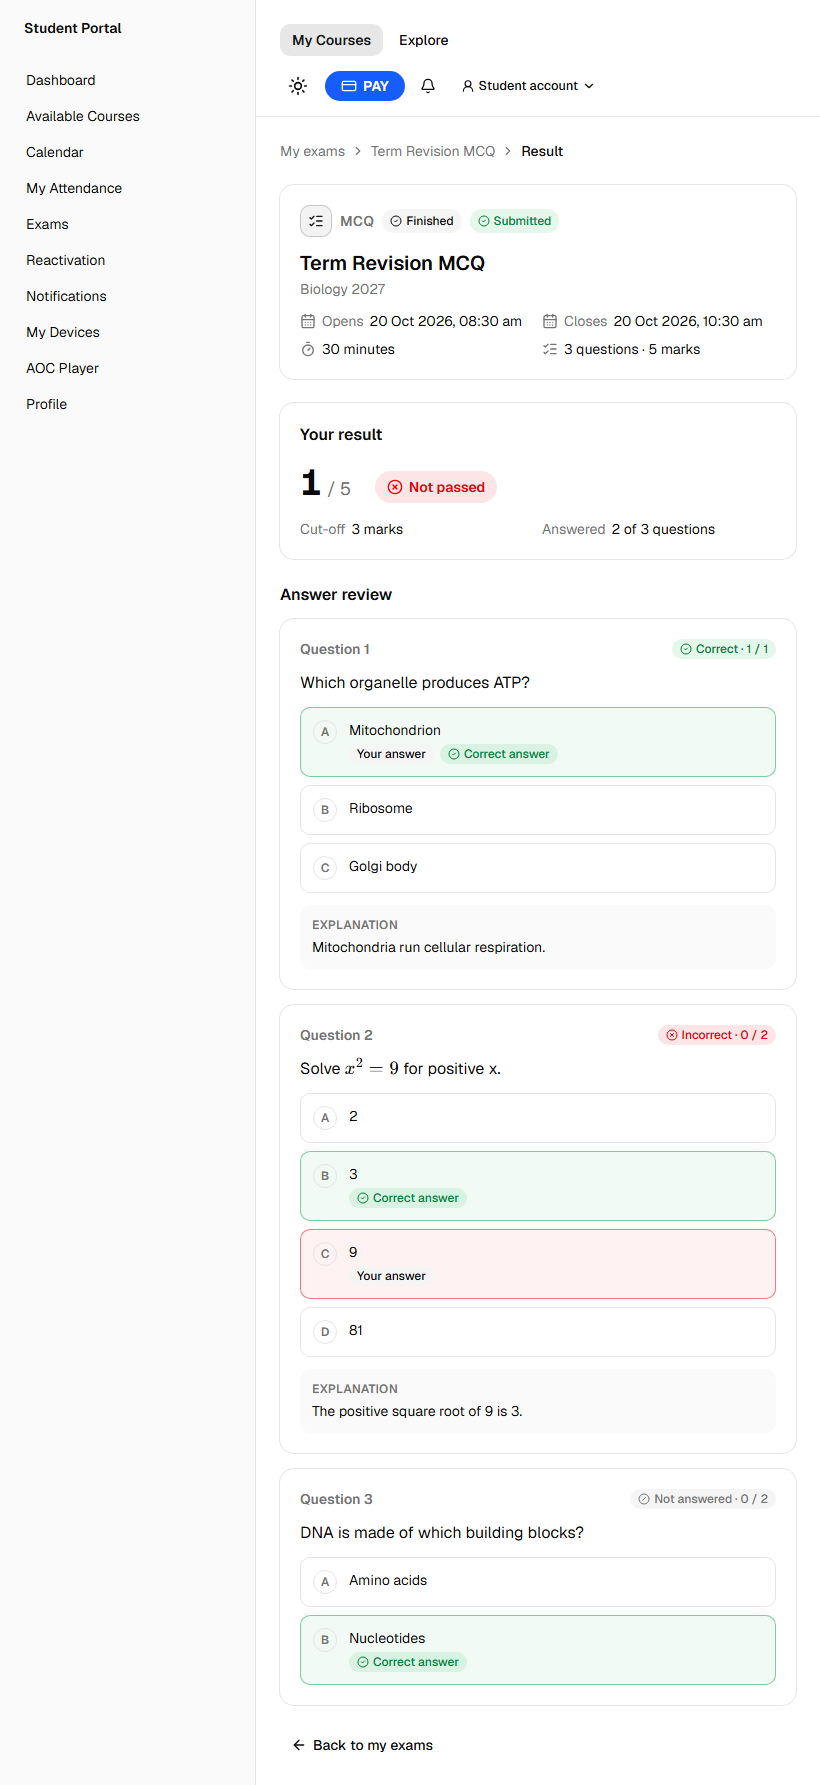 Student Portal
Dashboard
Available Courses
Calendar
My Attendance
Exams
Reactivation
Notifications
My Devices
AOC Player
Profile
My Courses Explore
PAY Student account
My exams Term Revision MCQ Result
MCQ Finished Submitted
Term Revision MCQ
Biology 2027
Opens 20 Oct 2026, 08:30 am Closes 20 Oct 2026, 10:30 am
30 minutes 3 questions · 5 marks
Your result
1 / 5 Not passed
Cut-off 3 marks Answered 2 of 3 questions
Answer review
Question 1 Correct · 1 / 1
Which organelle produces ATP?
A Mitochondrion
Your answer Correct answer
B Ribosome
C Golgi body
EXPLANATION
Mitochondria run cellular respiration.
Question 2 Incorrect · 0 / 2
Solve x² = 9 for positive x.
A 2
B 3
Correct answer
C 9
Your answer
D 81
EXPLANATION
The positive square root of 9 is 3.
Question 3 Not answered · 0 / 2
DNA is made of which building blocks?
A Amino acids
B Nucleotides
Correct answer
Back to my exams